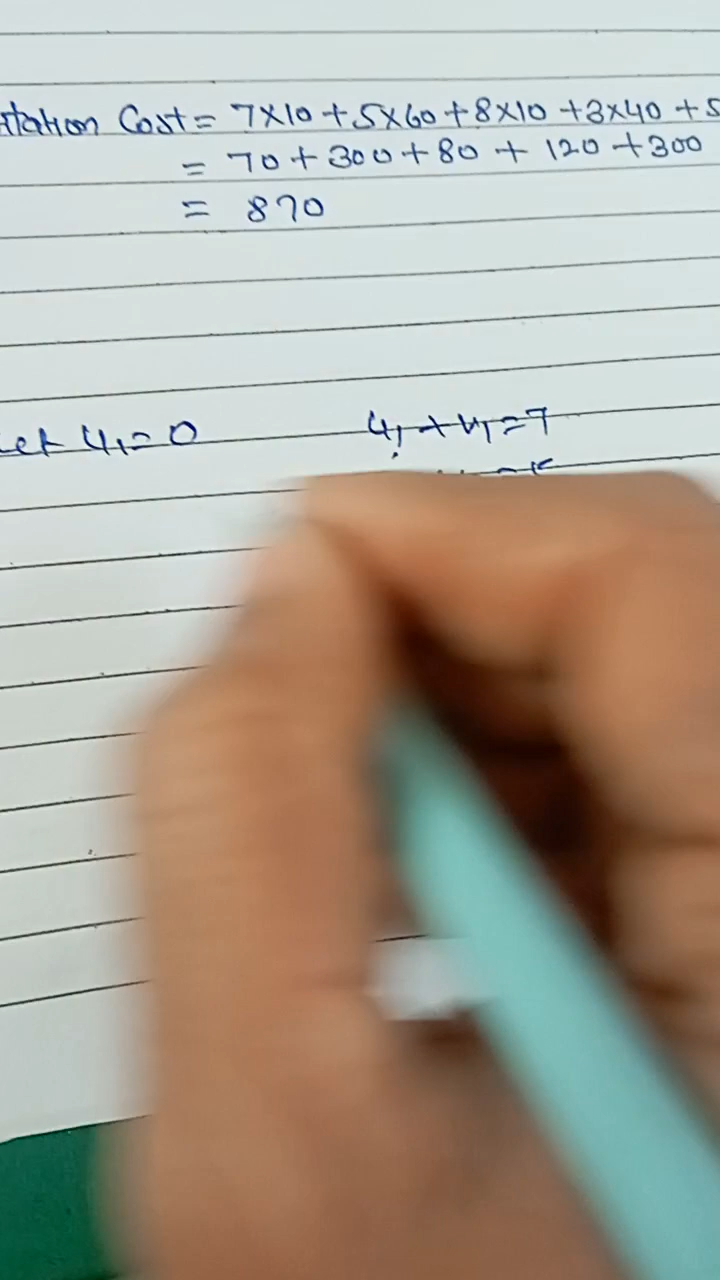 Cost = 7×10 + 5×60 + 8×10 + 3×40 + 5
= 70 + 300 + 80 + 120 + 300
= 870
Let u₁ = 0 u₁ + v₁ = 7